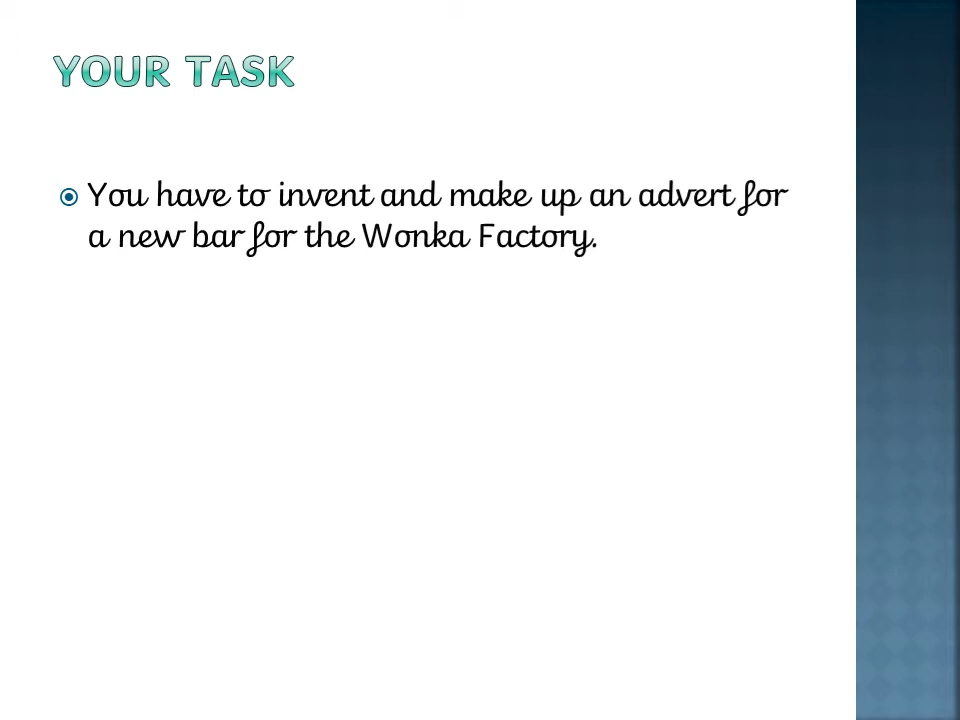 YOUR TASK
You have to invent and make up an advert for
a new bar for the Wonka Factory.